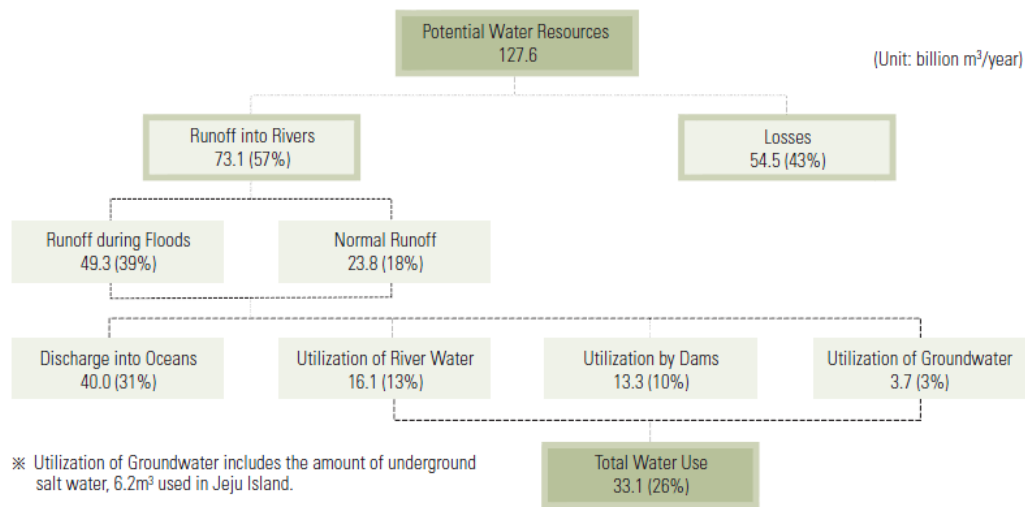 Potential Water Resources
127.6
(Unit: billion m³/year)
Runoff into Rivers
73.1 (57%)
Losses
54.5 (43%)
Runoff during Floods
49.3 (39%)
Normal Runoff
23.8 (18%)
Discharge into Oceans
40.0 (31%)
Utilization of River Water
16.1 (13%)
Utilization by Dams
13.3 (10%)
Utilization of Groundwater
3.7 (3%)
Total Water Use
33.1 (26%)
※ Utilization of Groundwater includes the amount of underground
salt water, 6.2m³ used in Jeju Island.